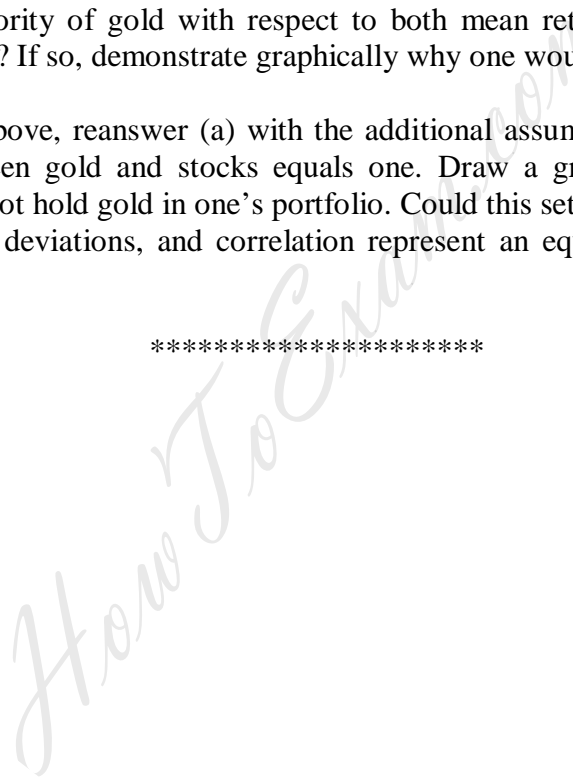 ority of gold with respect to both mean ret
? If so, demonstrate graphically why one wou
bove, reanswer (a) with the additional assum
en gold and stocks equals one. Draw a gr
ot hold gold in one’s portfolio. Could this set
deviations, and correlation represent an eq
*********************
HowToExam.com